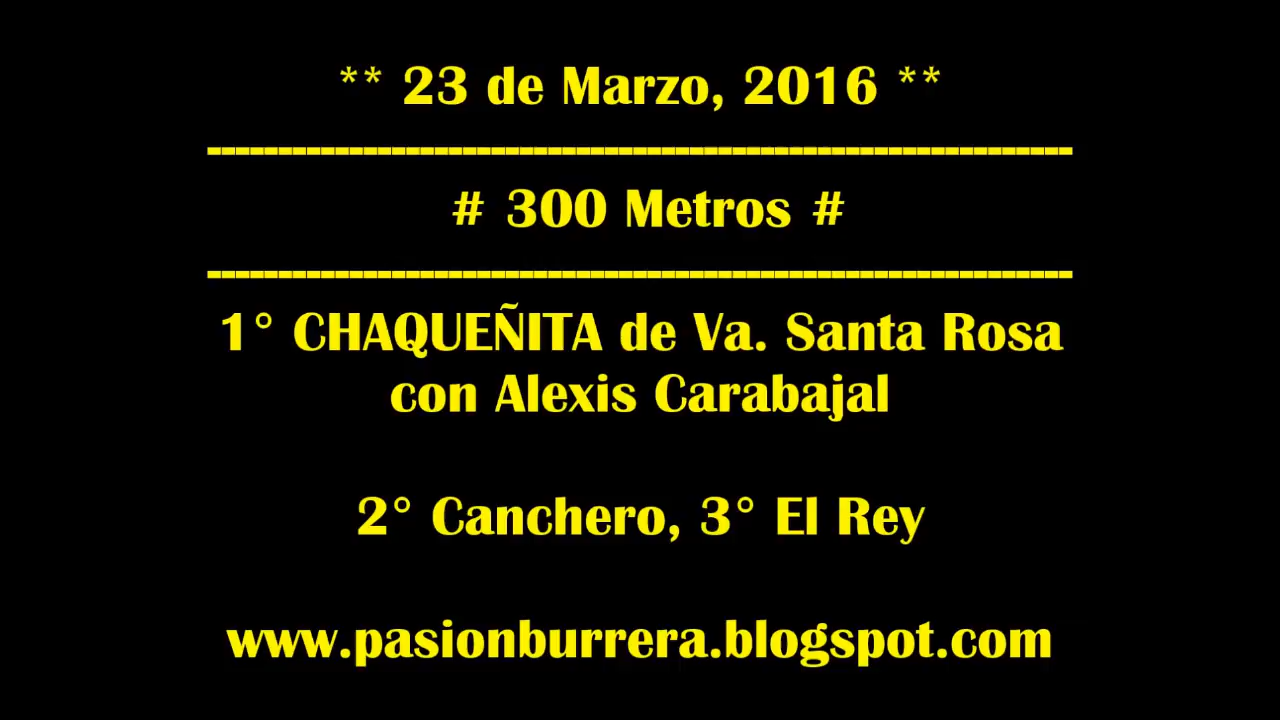 ** 23 de Marzo, 2016 **
-------------------------------------------------------------
# 300 Metros #
-------------------------------------------------------------
1° CHAQUEÑITA de Va. Santa Rosa
con Alexis Carabajal
2° Canchero, 3° El Rey
www.pasionburrera.blogspot.com